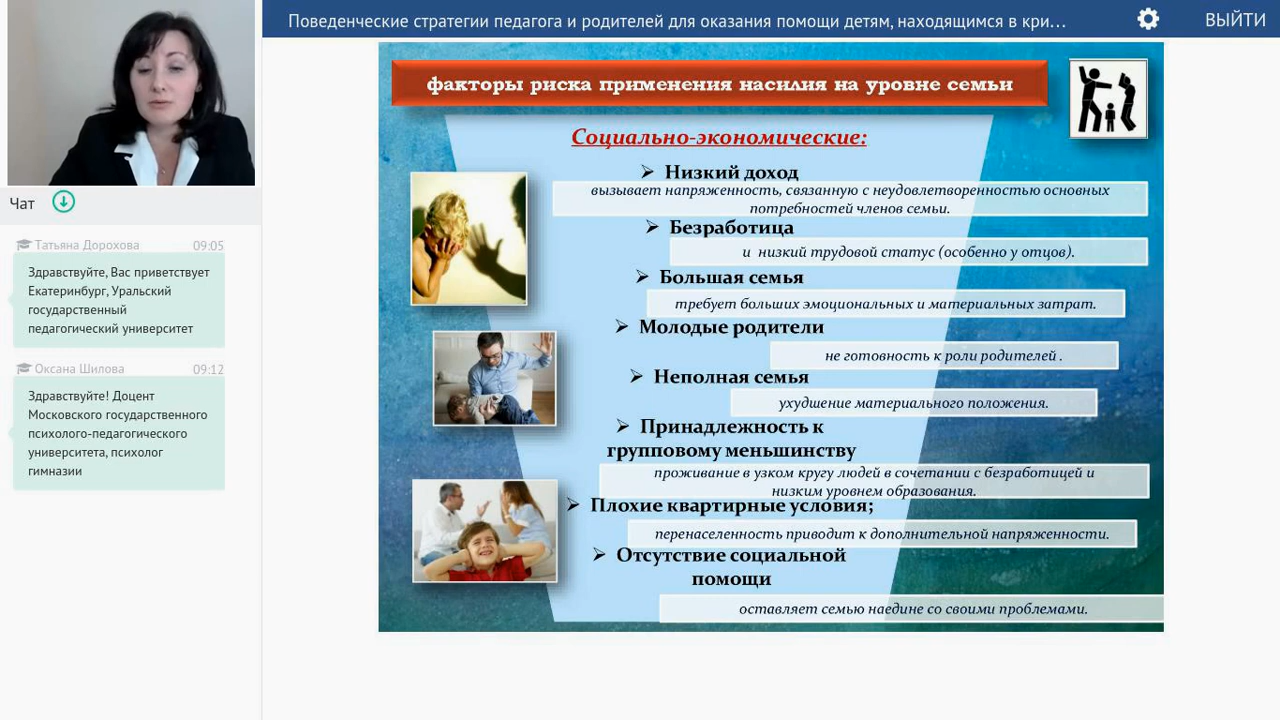 Поведенческие стратегии педагога и родителей для оказания помощи детям, находящимся в кри...
ВЫЙТИ
Чат
Татьяна Дорохова 09:05
Здравствуйте, Вас приветствует
Екатеринбург, Уральский
государственный
педагогический университет
Оксана Шилова 09:12
Здравствуйте! Доцент
Московского государственного
психолого-педагогического
университета, психолог
гимназии
факторы риска применения насилия на уровне семьи
Социально-экономические:
Низкий доход
вызывает напряженность, связанную с неудовлетворенностью основных
потребностей членов семьи.
Безработица
и низкий трудовой статус (особенно у отцов).
Большая семья
требует больших эмоциональных и материальных затрат.
Молодые родители
не готовность к роли родителей .
Неполная семья
ухудшение материального положения.
Принадлежность к
групповому меньшинству
проживание в узком кругу людей в сочетании с безработицей и
низким уровнем образования.
Плохие квартирные условия;
перенаселенность приводит к дополнительной напряженности.
Отсутствие социальной
помощи
оставляет семью наедине со своими проблемами.